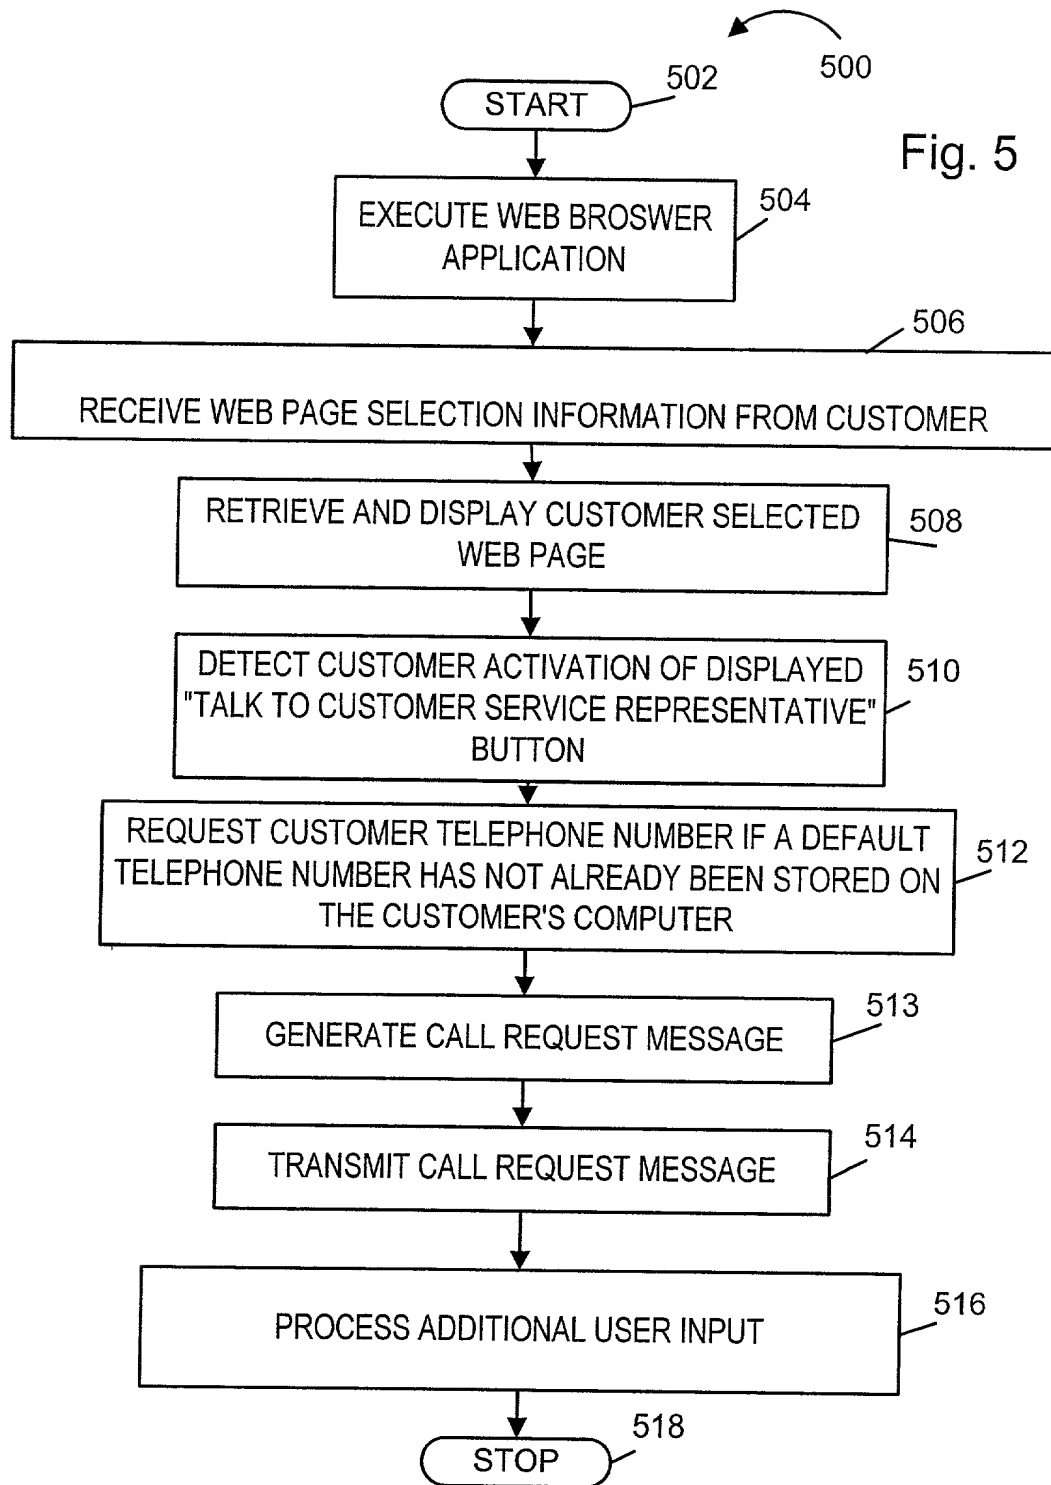 500
502
START
Fig. 5
504
EXECUTE WEB BROSWER
APPLICATION
506
RECEIVE WEB PAGE SELECTION INFORMATION FROM CUSTOMER
RETRIEVE AND DISPLAY CUSTOMER SELECTED
WEB PAGE
508
DETECT CUSTOMER ACTIVATION OF DISPLAYED
"TALK TO CUSTOMER SERVICE REPRESENTATIVE"
BUTTON
510
REQUEST CUSTOMER TELEPHONE NUMBER IF A DEFAULT
TELEPHONE NUMBER HAS NOT ALREADY BEEN STORED ON
THE CUSTOMER'S COMPUTER
512
513
GENERATE CALL REQUEST MESSAGE
514
TRANSMIT CALL REQUEST MESSAGE
516
PROCESS ADDITIONAL USER INPUT
518
STOP